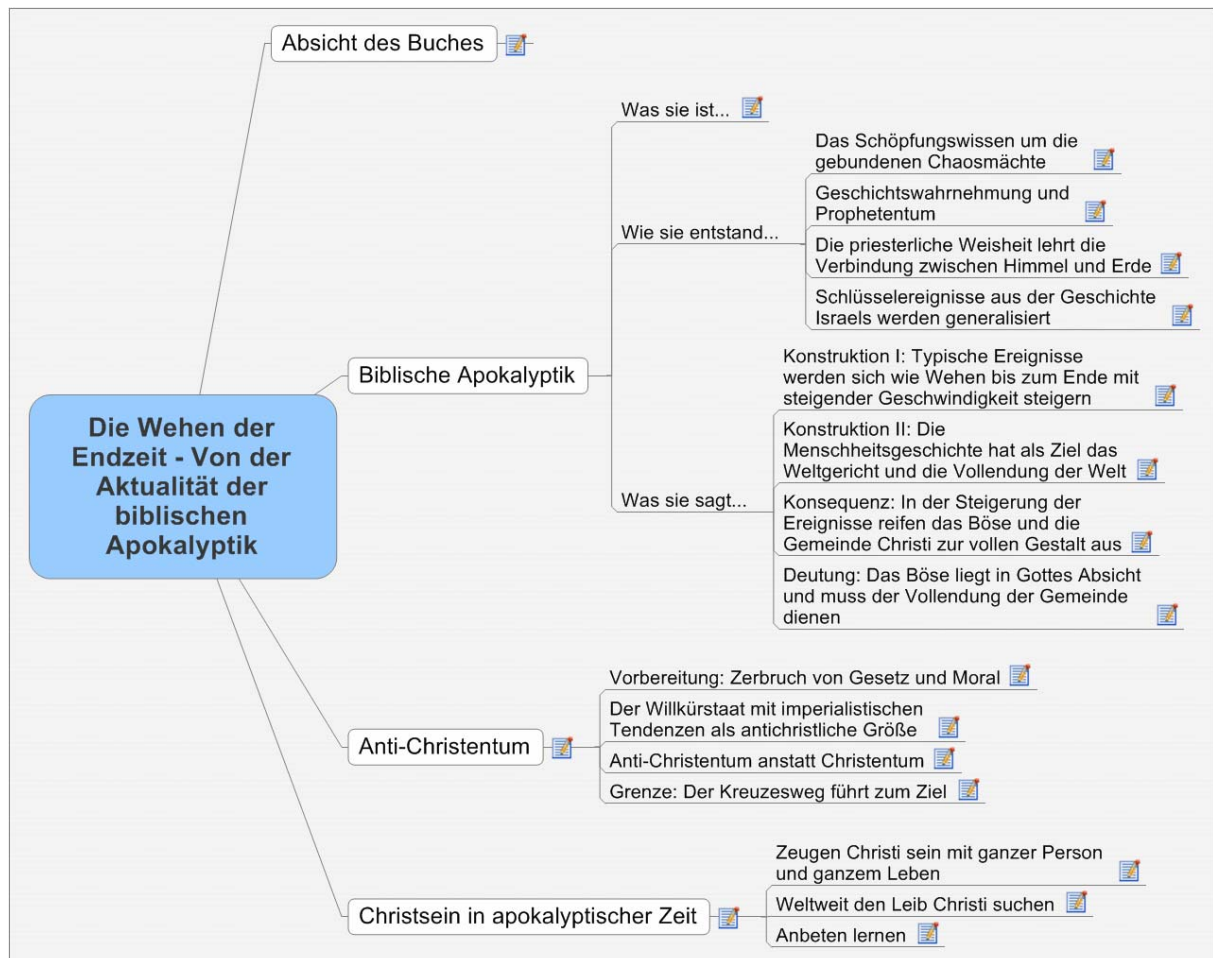 Absicht des Buches
Was sie ist...
Das Schöpfungswissen um die
gebundenen Chaosmächte
Geschichtswahrnehmung und
Prophetentum
Wie sie entstand...
Die priesterliche Weisheit lehrt die
Verbindung zwischen Himmel und Erde
Schlüsselereignisse aus der Geschichte
Israels werden generalisiert
Biblische Apokalyptik
Konstruktion I: Typische Ereignisse
werden sich wie Wehen bis zum Ende mit
steigender Geschwindigkeit steigern
Konstruktion II: Die
Menschheitsgeschichte hat als Ziel das
Weltgericht und die Vollendung der Welt
Was sie sagt...
Konsequenz: In der Steigerung der
Ereignisse reifen das Böse und die
Gemeinde Christi zur vollen Gestalt aus
Deutung: Das Böse liegt in Gottes Absicht
und muss der Vollendung der Gemeinde
dienen
Die Wehen der
Endzeit - Von der
Aktualität der
biblischen
Apokalyptik
Vorbereitung: Zerbruch von Gesetz und Moral
Der Willkürstaat mit imperialistischen
Tendenzen als antichristliche Größe
Anti-Christentum
Anti-Christentum anstatt Christentum
Grenze: Der Kreuzesweg führt zum Ziel
Zeugen Christi sein mit ganzer Person
und ganzem Leben
Christsein in apokalyptischer Zeit
Weltweit den Leib Christi suchen
Anbeten lernen